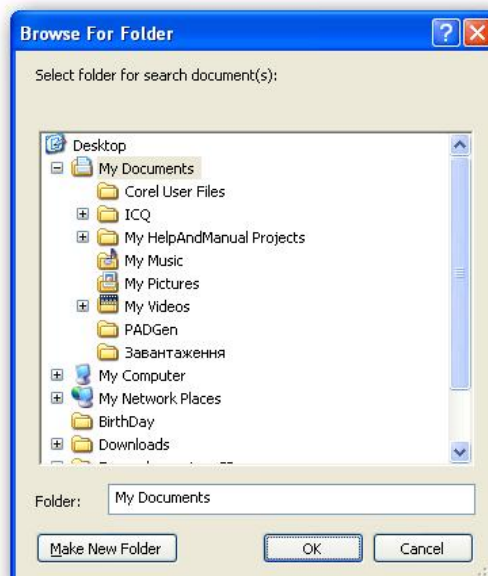 Browse For Folder
Select folder for search document(s):
Desktop
My Documents
Corel User Files
ICQ
My HelpAndManual Projects
My Music
My Pictures
My Videos
PADGen
Завантаження
My Computer
My Network Places
BirthDay
Downloads
Folder: My Documents
Make New Folder OK Cancel